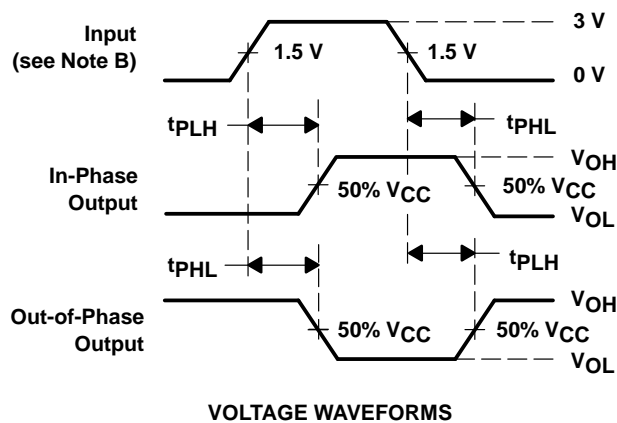 Input
(see Note B)
1.5 V
1.5 V
3 V
0 V
tPLH
tPHL
In-Phase
Output
50% VCC
50% VCC
VOH
VOL
tPHL
tPLH
Out-of-Phase
Output
50% VCC
50% VCC
VOH
VOL
VOLTAGE WAVEFORMS